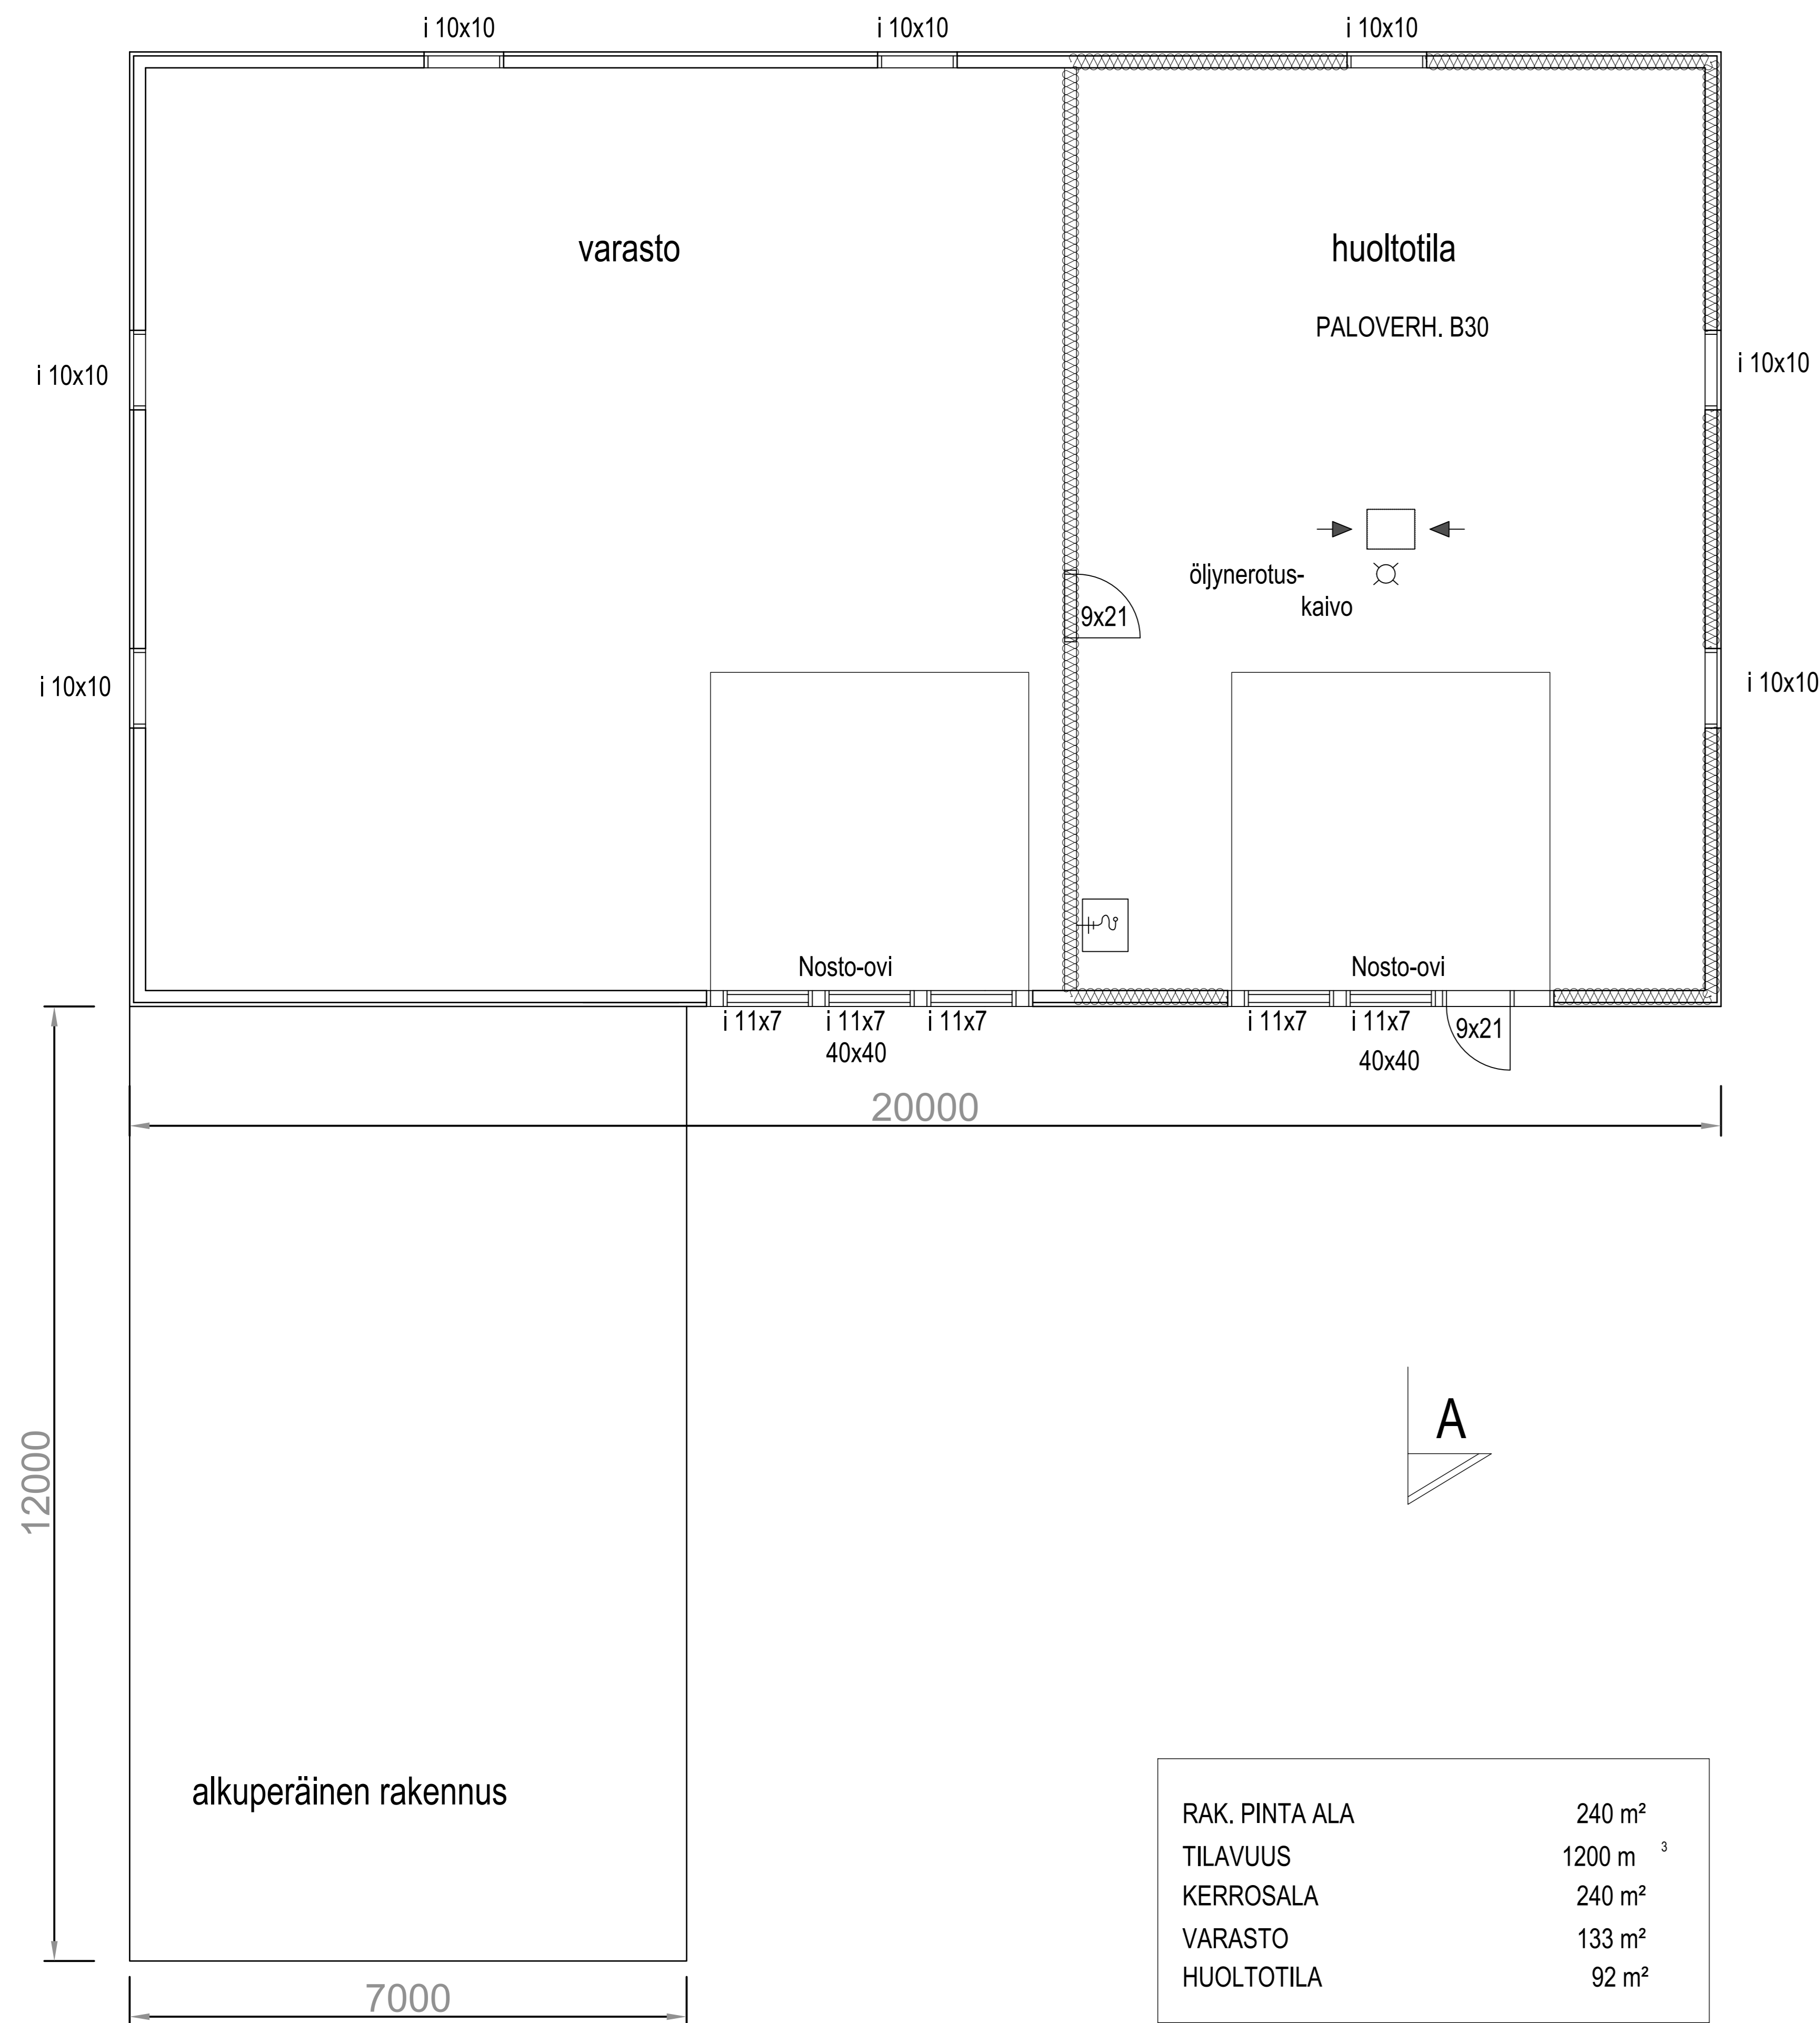 i 10x10
i 10x10
i 10x10
varasto
huoltotila
PALOVERH. B30
i 10x10
i 10x10
öljynerotus-
kaivo
9x21
i 10x10
i 10x10
Nosto-ovi
Nosto-ovi
i 11x7
i 11x7
i 11x7
i 11x7
i 11x7
9x21
40x40
40x40
20000
12000
A
alkuperäinen rakennus
7000
RAK. PINTA ALA 240 m²
TILAVUUS 1200 m ³
KERROSALA 240 m²
VARASTO 133 m²
HUOLTOTILA 92 m²